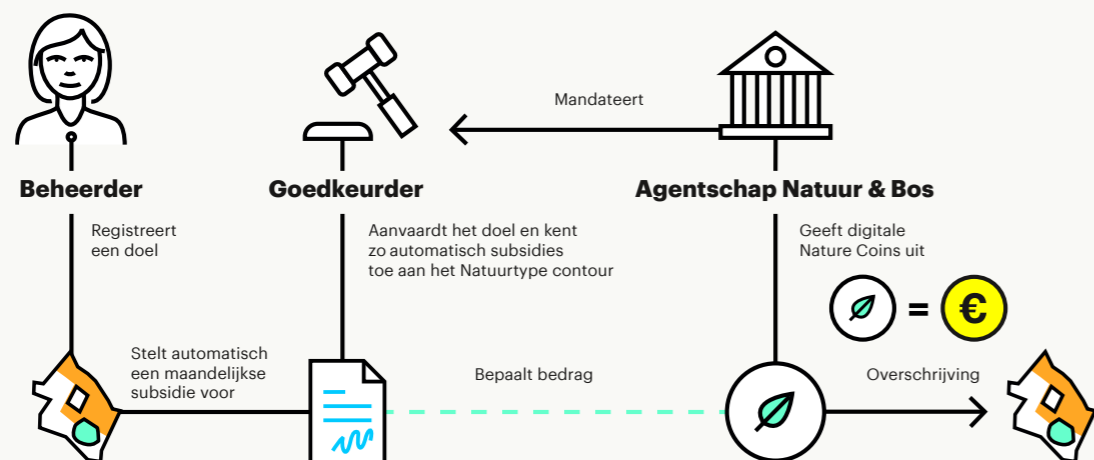 Mandateert
Beheerder
Goedkeurder
Agentschap Natuur & Bos
Registreert
een doel
Aanvaardt het doel en kent
zo automatisch subsidies
toe aan het Natuurtype contour
Geeft digitale
Nature Coins uit
= €
Stelt automatisch
een maandelijkse
subsidie voor
Bepaalt bedrag
Overschrijving